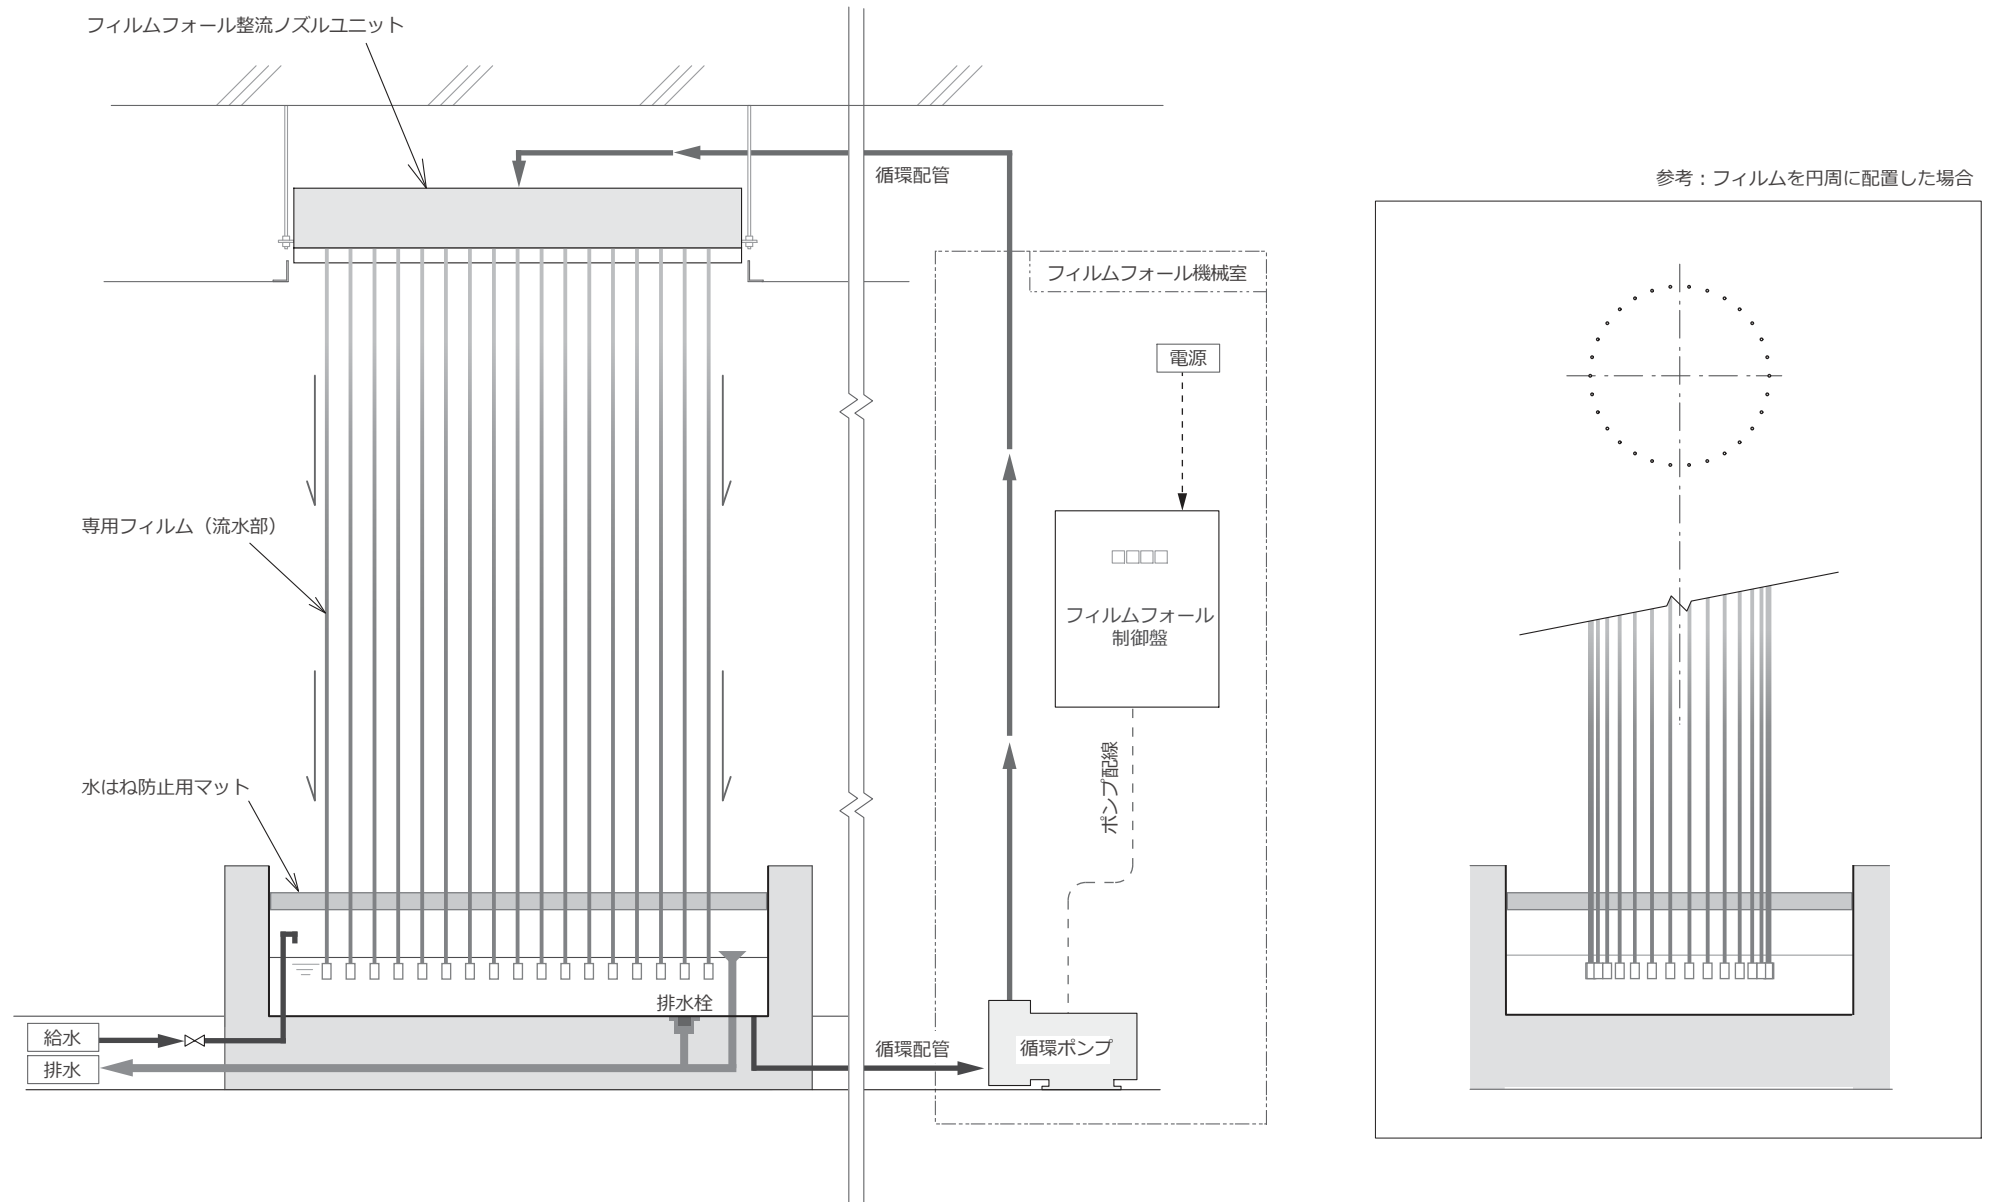 フィルムフォール整流ノズルユニット
循環配管
参考：フィルムを円周に配置した場合
フィルムフォール機械室
電源
専用フィルム（流水部）
フィルムフォール
制御盤
ポンプ配線
水はね防止用マット
排水栓
給水
排水
循環配管
循環ポンプ